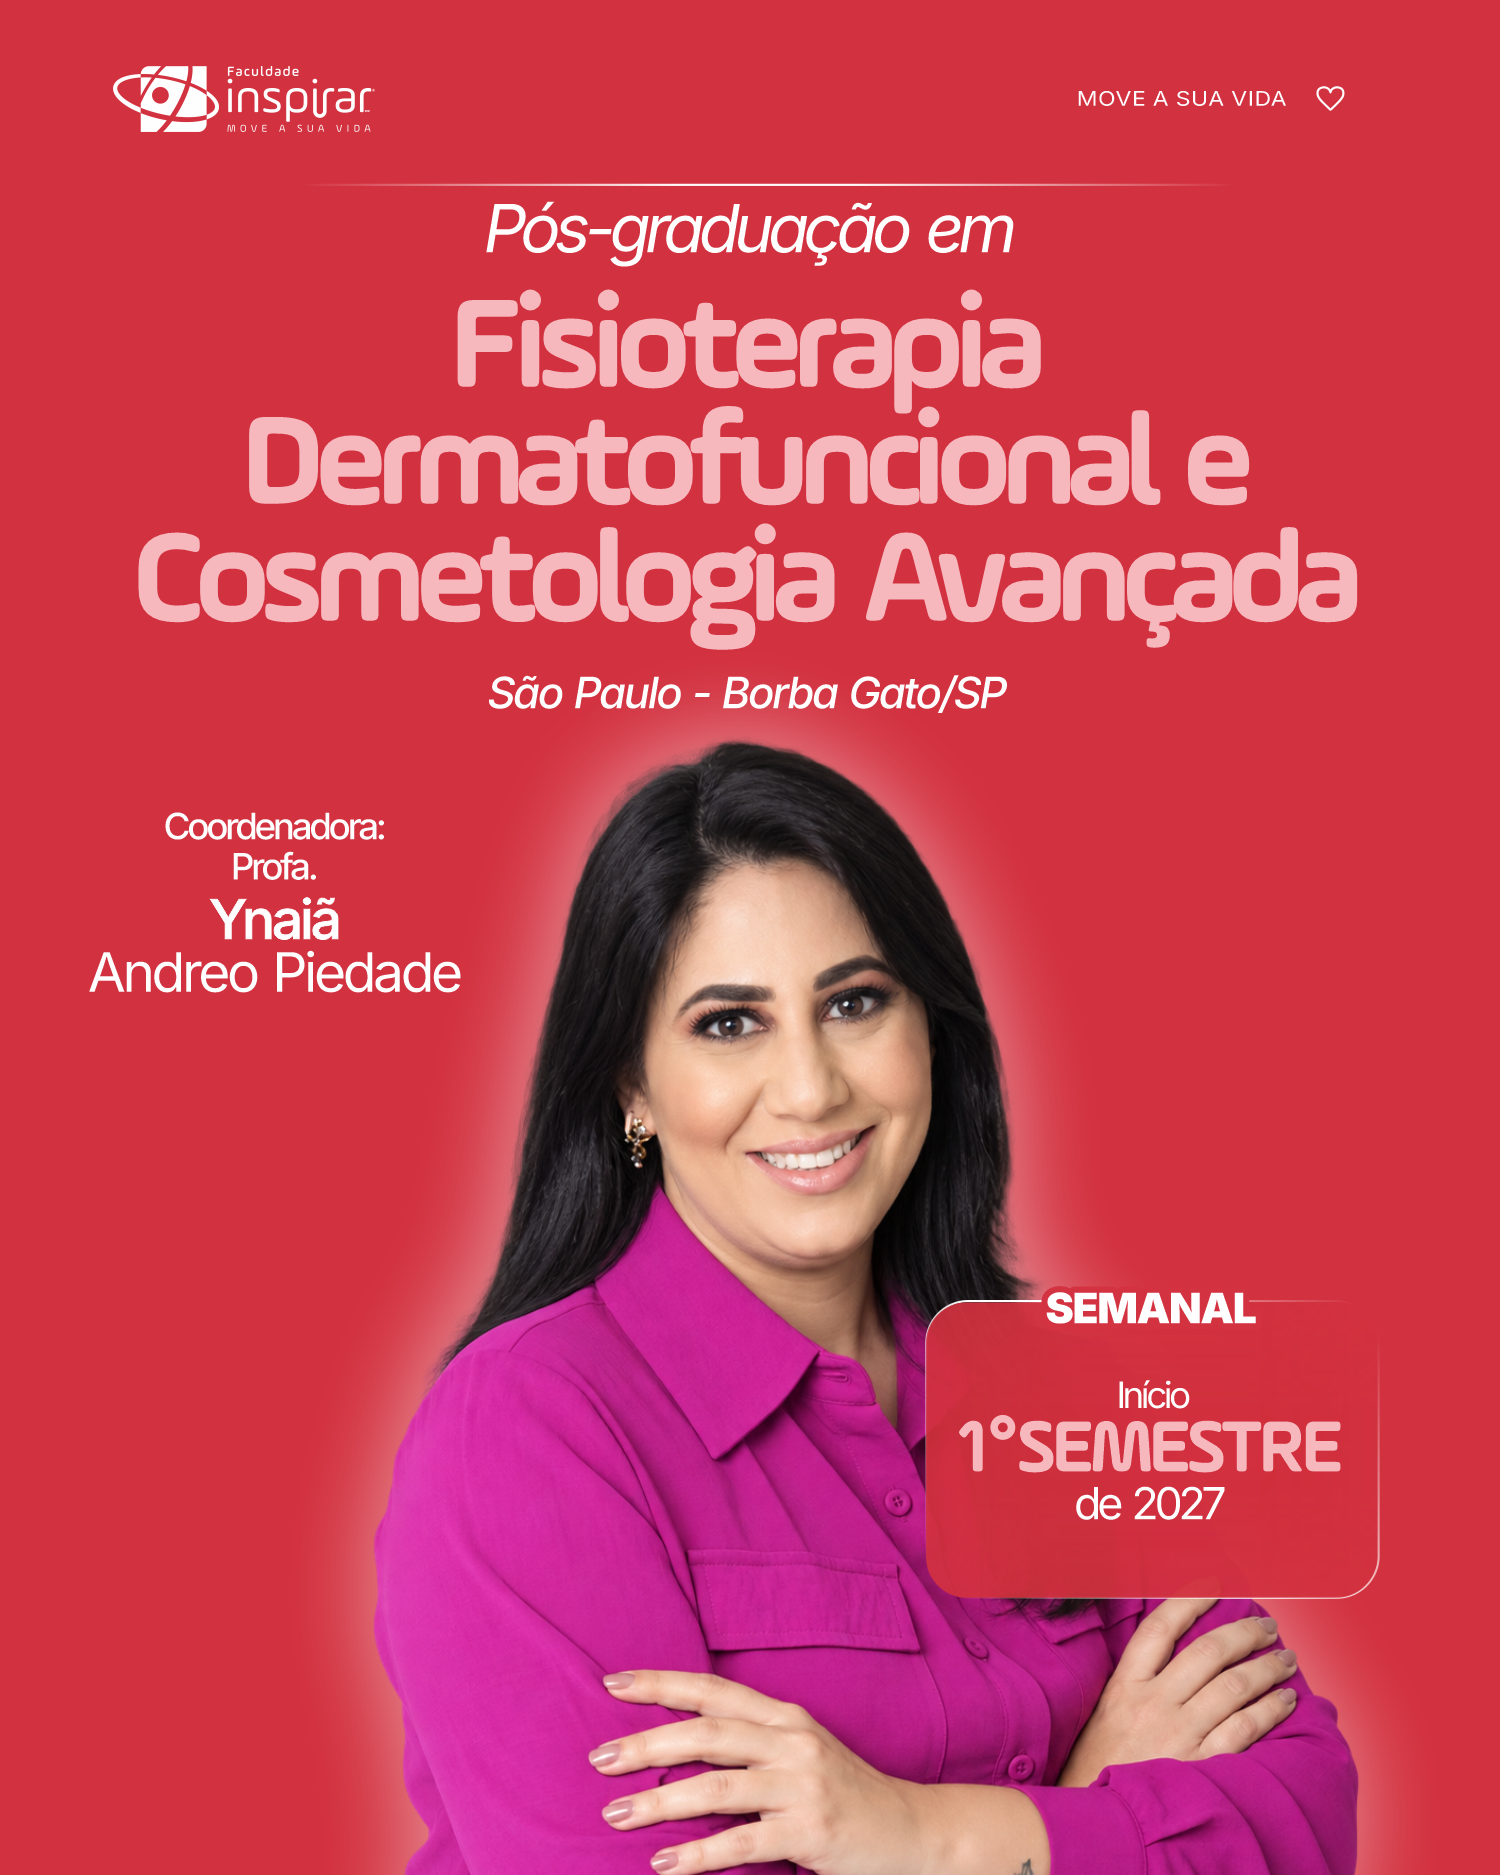 Faculdade
inspirar
MOVE A SUA VIDA
MOVE A SUA VIDA
Pós-graduação em
Fisioterapia
Dermatofuncional e
Cosmetologia Avançada
São Paulo - Borba Gato/SP
Coordenadora:
Profa.
Ynaiã
Andreo Piedade
SEMANAL
Início
1°SEMESTRE
de 2027